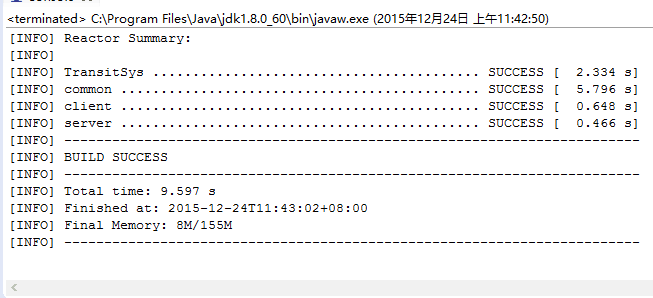 <terminated> C:\Program Files\Java\jdk1.8.0_60\bin\javaw.exe (2015年12月24日 上午11:42:50)
[INFO] Reactor Summary:
[INFO]
[INFO] TransitSys ......................................... SUCCESS [  2.334 s]
[INFO] common ............................................. SUCCESS [  5.796 s]
[INFO] client ............................................. SUCCESS [  0.648 s]
[INFO] server ............................................. SUCCESS [  0.466 s]
[INFO] ------------------------------------------------------------------------
[INFO] BUILD SUCCESS
[INFO] ------------------------------------------------------------------------
[INFO] Total time: 9.597 s
[INFO] Finished at: 2015-12-24T11:43:02+08:00
[INFO] Final Memory: 8M/155M
[INFO] ------------------------------------------------------------------------